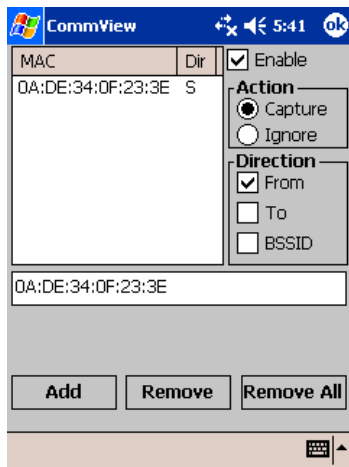 CommView 5:41 ok
MAC Dir Enable
0A:DE:34:0F:23:3E S
Action
Capture
Ignore
Direction
From
To
BSSID
0A:DE:34:0F:23:3E
Add Remove Remove All